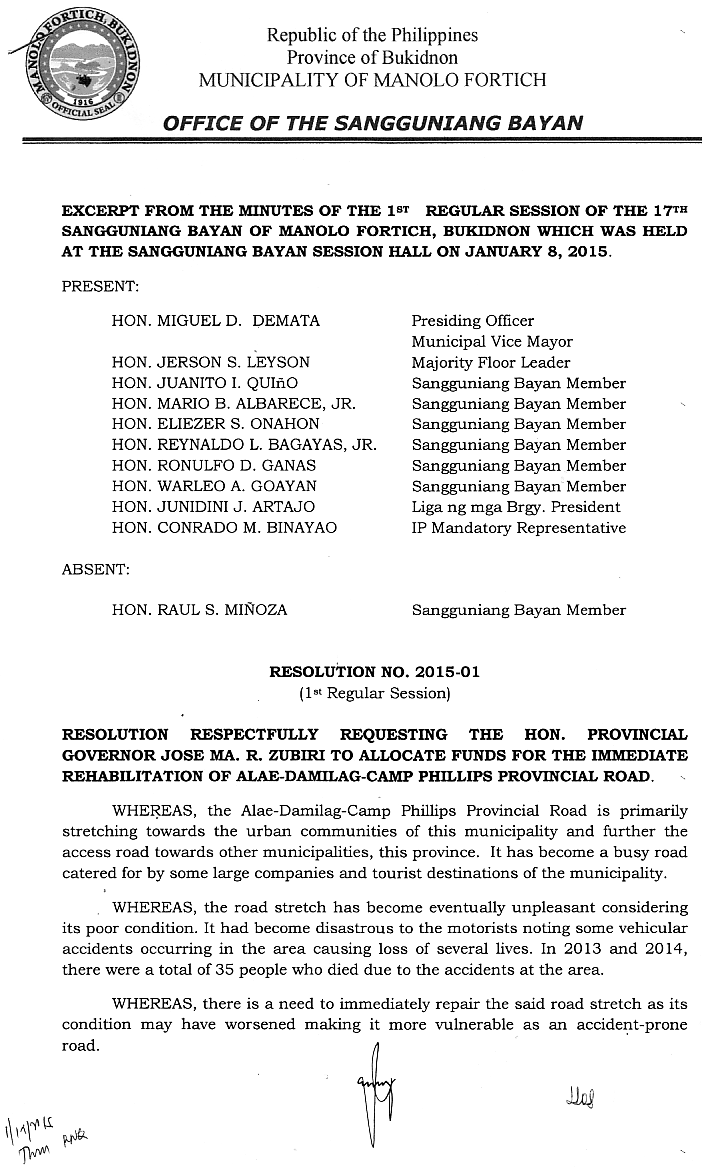 MANOLO FORTICH, BUKIDNON
1916
OFFICIAL SEAL
Republic of the Philippines
Province of Bukidnon
MUNICIPALITY OF MANOLO FORTICH
OFFICE OF THE SANGGUNIANG BAYAN
EXCERPT FROM THE MINUTES OF THE 1ST REGULAR SESSION OF THE 17TH
SANGGUNIANG BAYAN OF MANOLO FORTICH, BUKIDNON WHICH WAS HELD
AT THE SANGGUNIANG BAYAN SESSION HALL ON JANUARY 8, 2015.
PRESENT:
HON. MIGUEL D. DEMATA Presiding Officer
Municipal Vice Mayor
HON. JERSON S. LEYSON Majority Floor Leader
HON. JUANITO I. QUIñO Sangguniang Bayan Member
HON. MARIO B. ALBARECE, JR. Sangguniang Bayan Member
HON. ELIEZER S. ONAHON Sangguniang Bayan Member
HON. REYNALDO L. BAGAYAS, JR. Sangguniang Bayan Member
HON. RONULFO D. GANAS Sangguniang Bayan Member
HON. WARLEO A. GOAYAN Sangguniang Bayan Member
HON. JUNIDINI J. ARTAJO Liga ng mga Brgy. President
HON. CONRADO M. BINAYAO IP Mandatory Representative
ABSENT:
HON. RAUL S. MIÑOZA Sangguniang Bayan Member
RESOLUTION NO. 2015-01
(1st Regular Session)
RESOLUTION RESPECTFULLY REQUESTING THE HON. PROVINCIAL
GOVERNOR JOSE MA. R. ZUBIRI TO ALLOCATE FUNDS FOR THE IMMEDIATE
REHABILITATION OF ALAE-DAMILAG-CAMP PHILLIPS PROVINCIAL ROAD.
WHEREAS, the Alae-Damilag-Camp Phillips Provincial Road is primarily
stretching towards the urban communities of this municipality and further the
access road towards other municipalities, this province. It has become a busy road
catered for by some large companies and tourist destinations of the municipality.
WHEREAS, the road stretch has become eventually unpleasant considering
its poor condition. It had become disastrous to the motorists noting some vehicular
accidents occurring in the area causing loss of several lives. In 2013 and 2014,
there were a total of 35 people who died due to the accidents at the area.
WHEREAS, there is a need to immediately repair the said road stretch as its
condition may have worsened making it more vulnerable as an accident-prone
road.